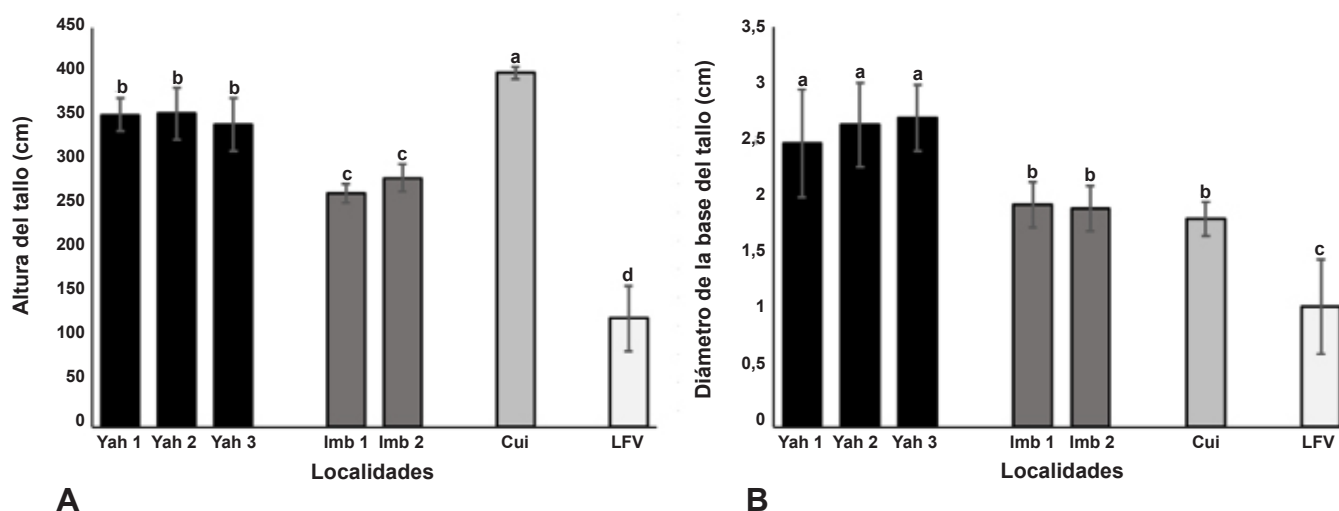 Altura del tallo (cm)
450
400
350
300
250
200
150
100
50
0
b
b
b
c
c
a
d
Yah 1
Yah 2
Yah 3
Imb 1
Imb 2
Cui
LFV
Localidades
A
Diámetro de la base del tallo (cm)
3,5
3
2,5
2
1,5
1
0,5
0
a
a
a
b
b
b
c
Yah 1
Yah 2
Yah 3
Imb 1
Imb 2
Cui
LFV
Localidades
B